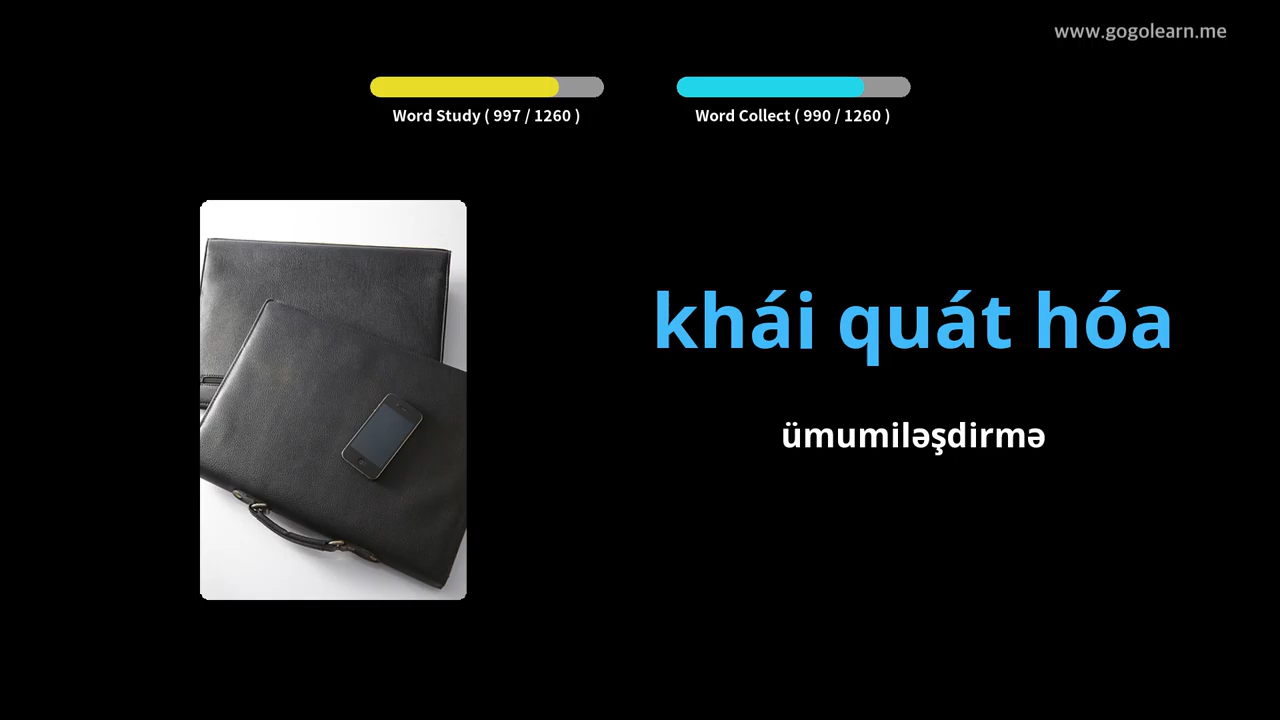 www.gogolearn.me
Word Study ( 997 / 1260 )
Word Collect ( 990 / 1260 )
khái quát hóa
ümumiləşdirmə